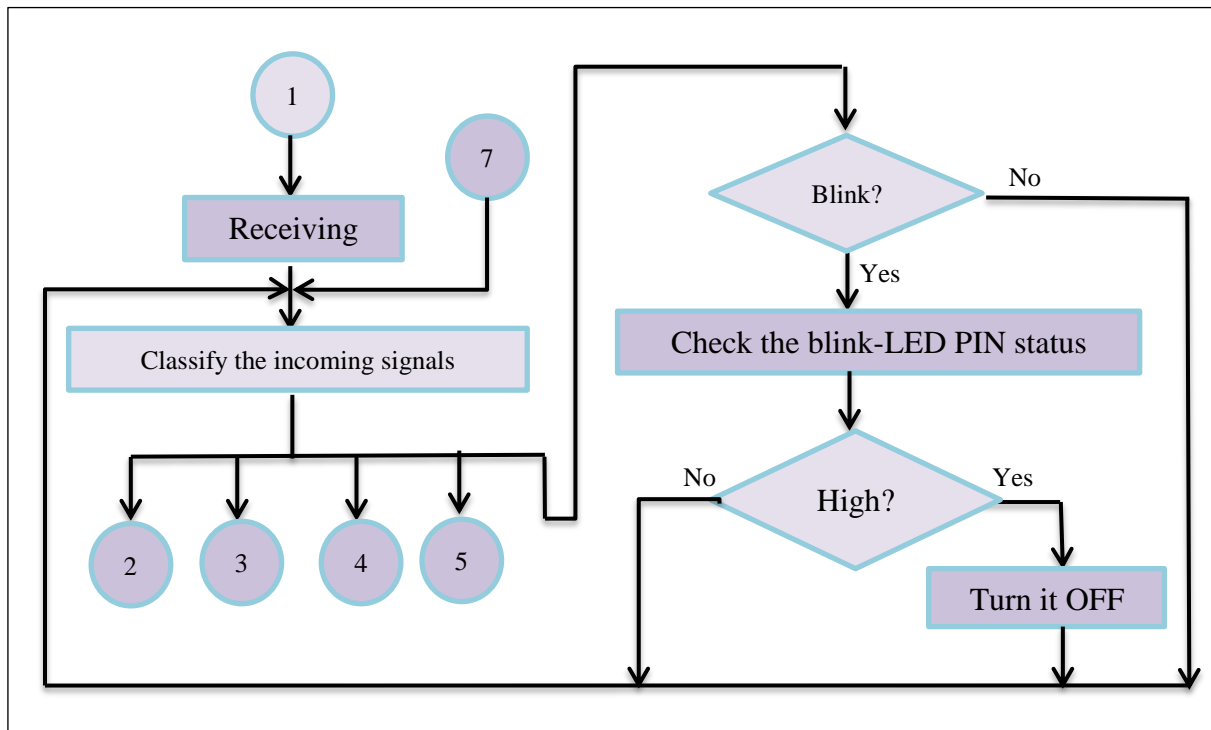 1
7
Receiving
Classify the incoming signals
2
3
4
5
Blink?
No
Yes
Check the blink-LED PIN status
High?
No
Yes
Turn it OFF